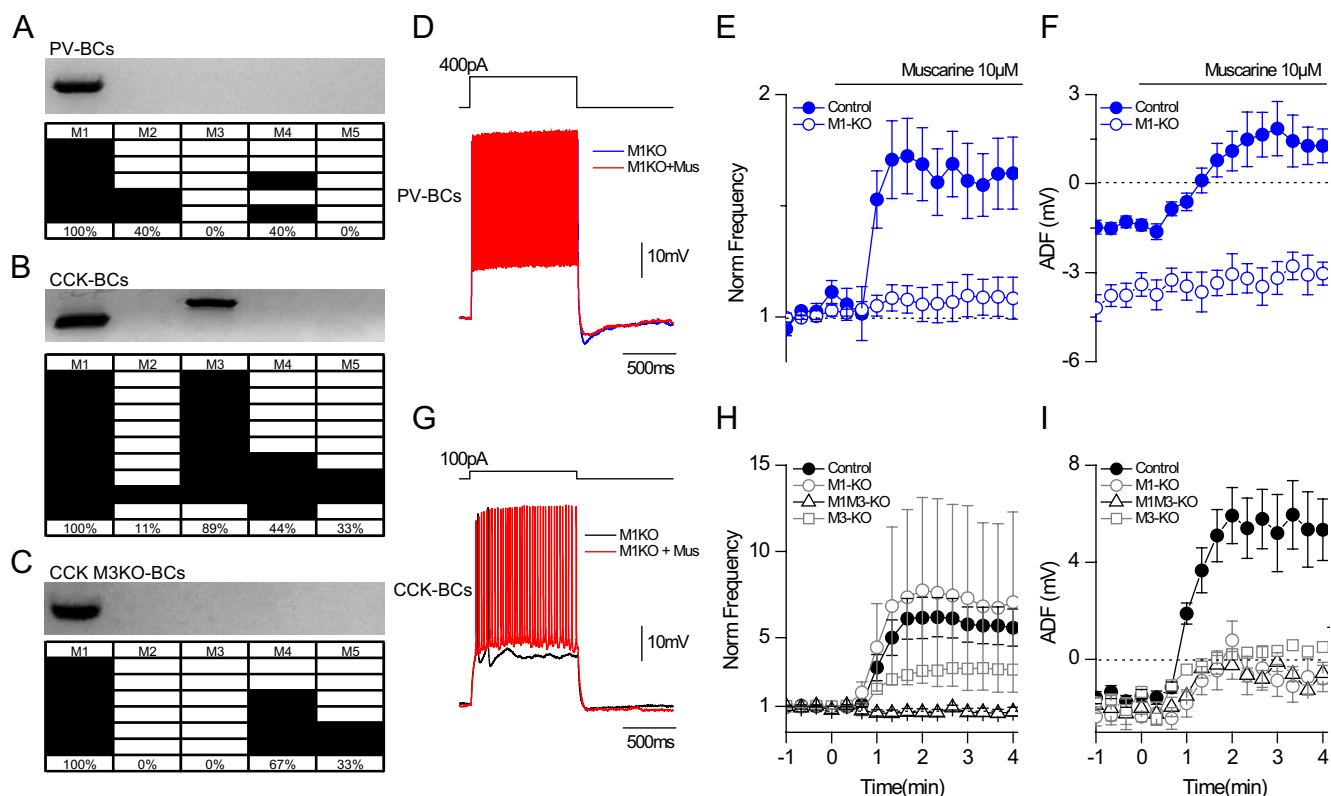 A
PV-BCs
M1 M2 M3 M4 M5
100% 40% 0% 40% 0%
B
CCK-BCs
M1 M2 M3 M4 M5
100% 11% 89% 44% 33%
C
CCK M3KO-BCs
M1 M2 M3 M4 M5
100% 0% 0% 67% 33%
D
400pA
PV-BCs
M1KO
M1KO+Mus
10mV
500ms
E
Muscarine 10µM
Control
M1-KO
Norm Frequency
2
1
F
Muscarine 10µM
Control
M1-KO
ADF (mV)
3
0
-3
-6
G
100pA
CCK-BCs
M1KO
M1KO + Mus
10mV
500ms
H
Control
M1-KO
M1M3-KO
M3-KO
Norm Frequency
15
10
5
1
-1 0 1 2 3 4
Time(min)
I
Control
M1-KO
M1M3-KO
M3-KO
ADF (mV)
8
4
0
-1 0 1 2 3 4
Time(min)